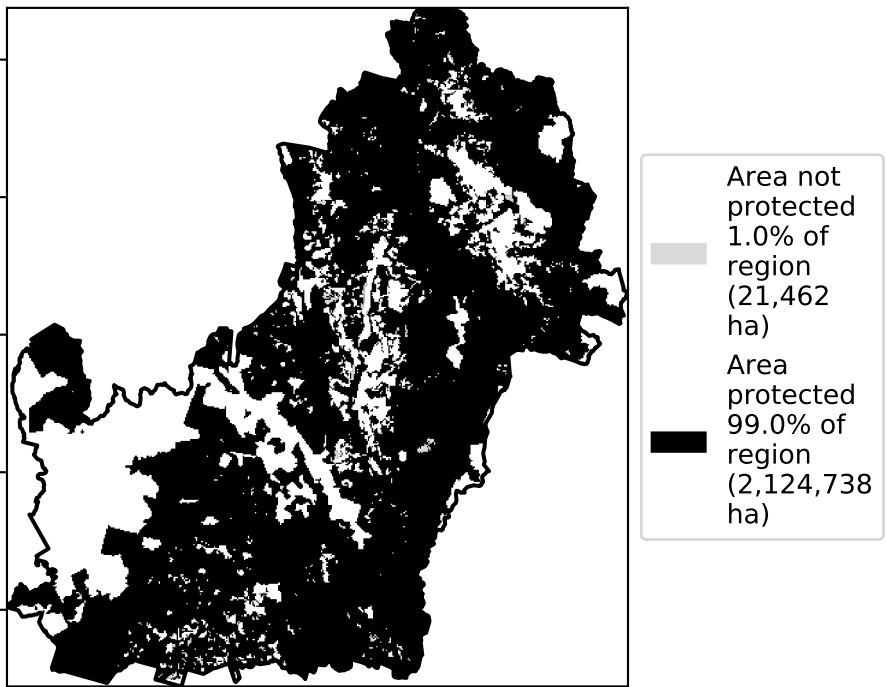 Area not
protected
1.0% of
region
(21,462
ha)
Area
protected
99.0% of
region
(2,124,738
ha)